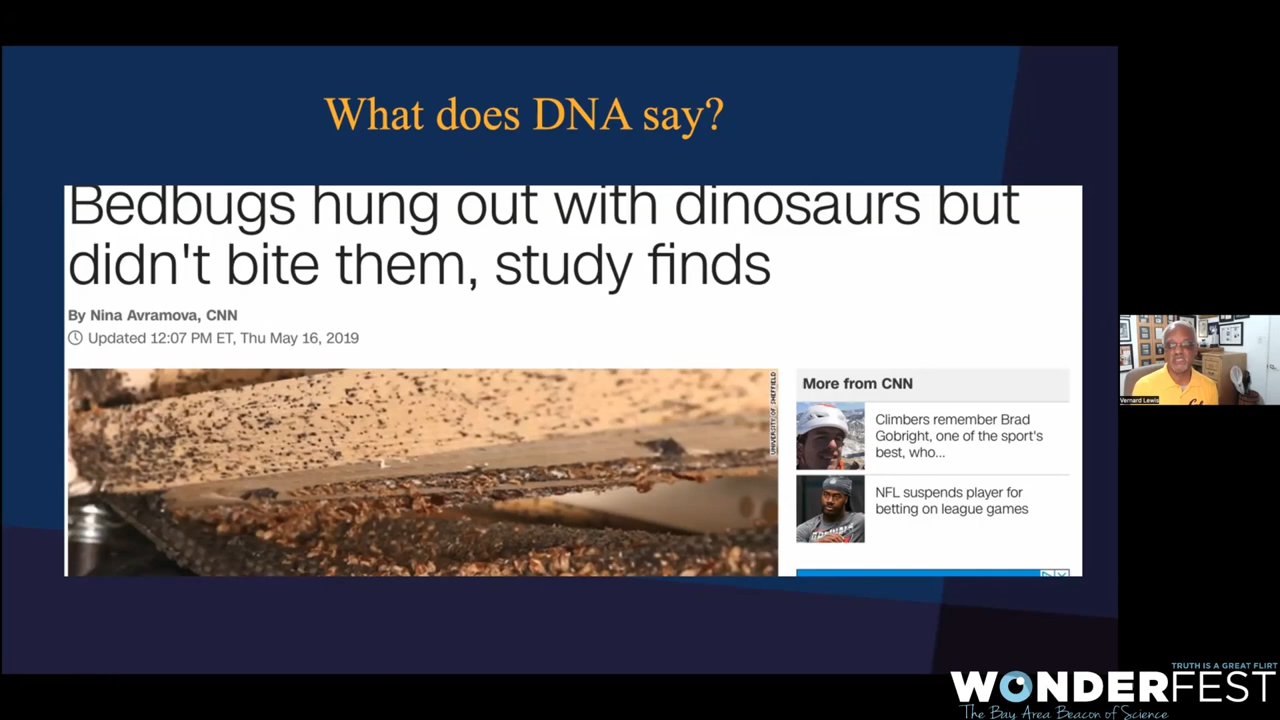 What does DNA say?
Bedbugs hung out with dinosaurs but
didn't bite them, study finds
By Nina Avramova, CNN
Updated 12:07 PM ET, Thu May 16, 2019
UNIVERSITY OF SHEFFIELD
More from CNN
Climbers remember Brad
Gobright, one of the sport's
best, who...
NFL suspends player for
betting on league games
Vernard Lewis
TRUTH IS A GREAT FLIRT
WONDERFEST
The Bay Area Beacon of Science